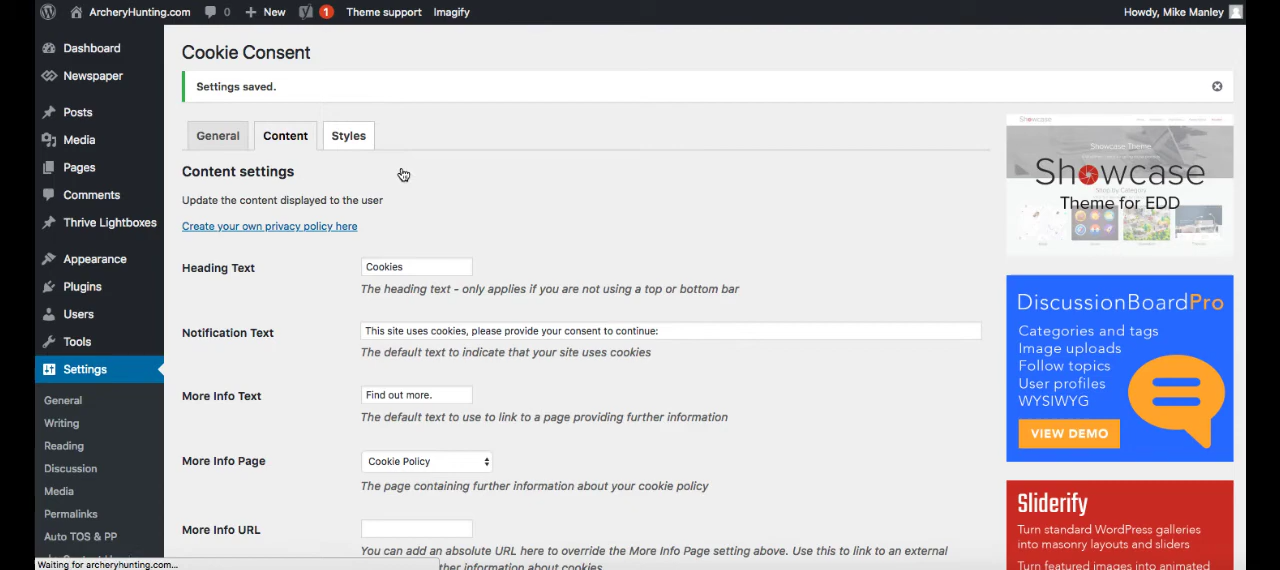 ArcheryHunting.com 0 + New 1 Theme support Imagify Howdy, Mike Manley
Dashboard
Newspaper
Posts
Media
Pages
Comments
Thrive Lightboxes
Appearance
Plugins
Users
Tools
Settings
General
Writing
Reading
Discussion
Media
Permalinks
Auto TOS & PP
Waiting for archeryhunting.com...
Cookie Consent
Settings saved.
General Content Styles
Content settings
Update the content displayed to the user
Create your own privacy policy here
Heading Text Cookies
The heading text - only applies if you are not using a top or bottom bar
Notification Text This site uses cookies, please provide your consent to continue:
The default text to indicate that your site uses cookies
More Info Text Find out more.
The default text to use to link to a page providing further information
More Info Page Cookie Policy
The page containing further information about your cookie policy
More Info URL
You can add an absolute URL here to override the More Info Page setting above. Use this to link to an external
ther information about cookies
Showcase
Showcase Theme
Showcase
Shop by Category
Theme for EDD
DiscussionBoardPro
Categories and tags
Image uploads
Follow topics
User profiles
WYSIWYG
VIEW DEMO
Sliderify
Turn standard WordPress galleries
into masonry layouts and sliders
Turn featured images into animated